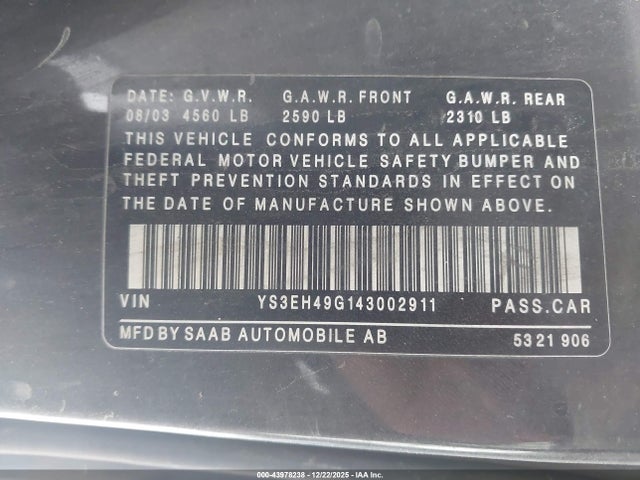 DATE: G.V.W.R. G.A.W.R. FRONT G.A.W.R. REAR
08/03 4560 LB 2590 LB 2310 LB
THIS VEHICLE CONFORMS TO ALL APPLICABLE
FEDERAL MOTOR VEHICLE SAFETY BUMPER AND
THEFT PREVENTION STANDARDS IN EFFECT ON
THE DATE OF MANUFACTURE SHOWN ABOVE.
VIN YS3EH49G143002911 PASS.CAR
MFD BY SAAB AUTOMOBILE AB 5321 906
000-43978238 - 12/22/2025 - IAA Inc.